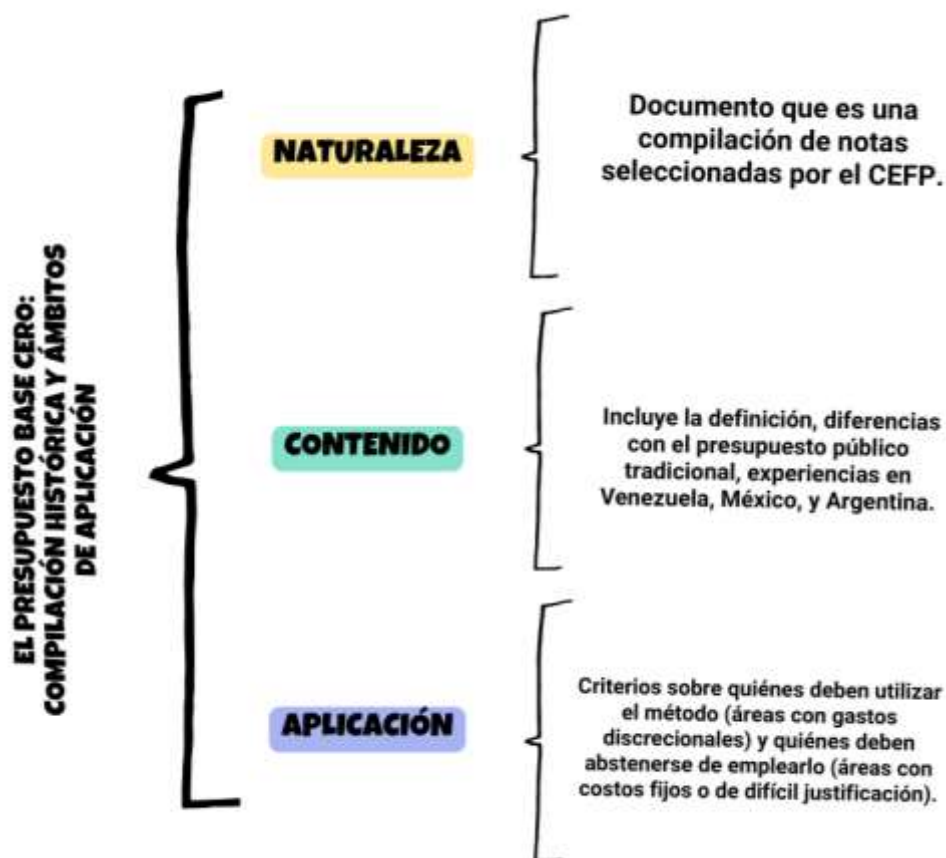 EL PRESUPUESTO BASE CERO:
COMPILACIÓN HISTÓRICA Y ÁMBITOS
DE APLICACIÓN
NATURALEZA
Documento que es una
compilación de notas
seleccionadas por el CEFP.
CONTENIDO
Incluye la definición, diferencias
con el presupuesto público
tradicional, experiencias en
Venezuela, México, y Argentina.
APLICACIÓN
Criterios sobre quiénes deben utilizar
el método (áreas con gastos
discrecionales) y quiénes deben
abstenerse de emplearlo (áreas con
costos fijos o de difícil justificación).